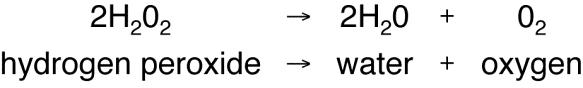 2H₂0₂ → 2H₂0 + 0₂
hydrogen peroxide → water + oxygen